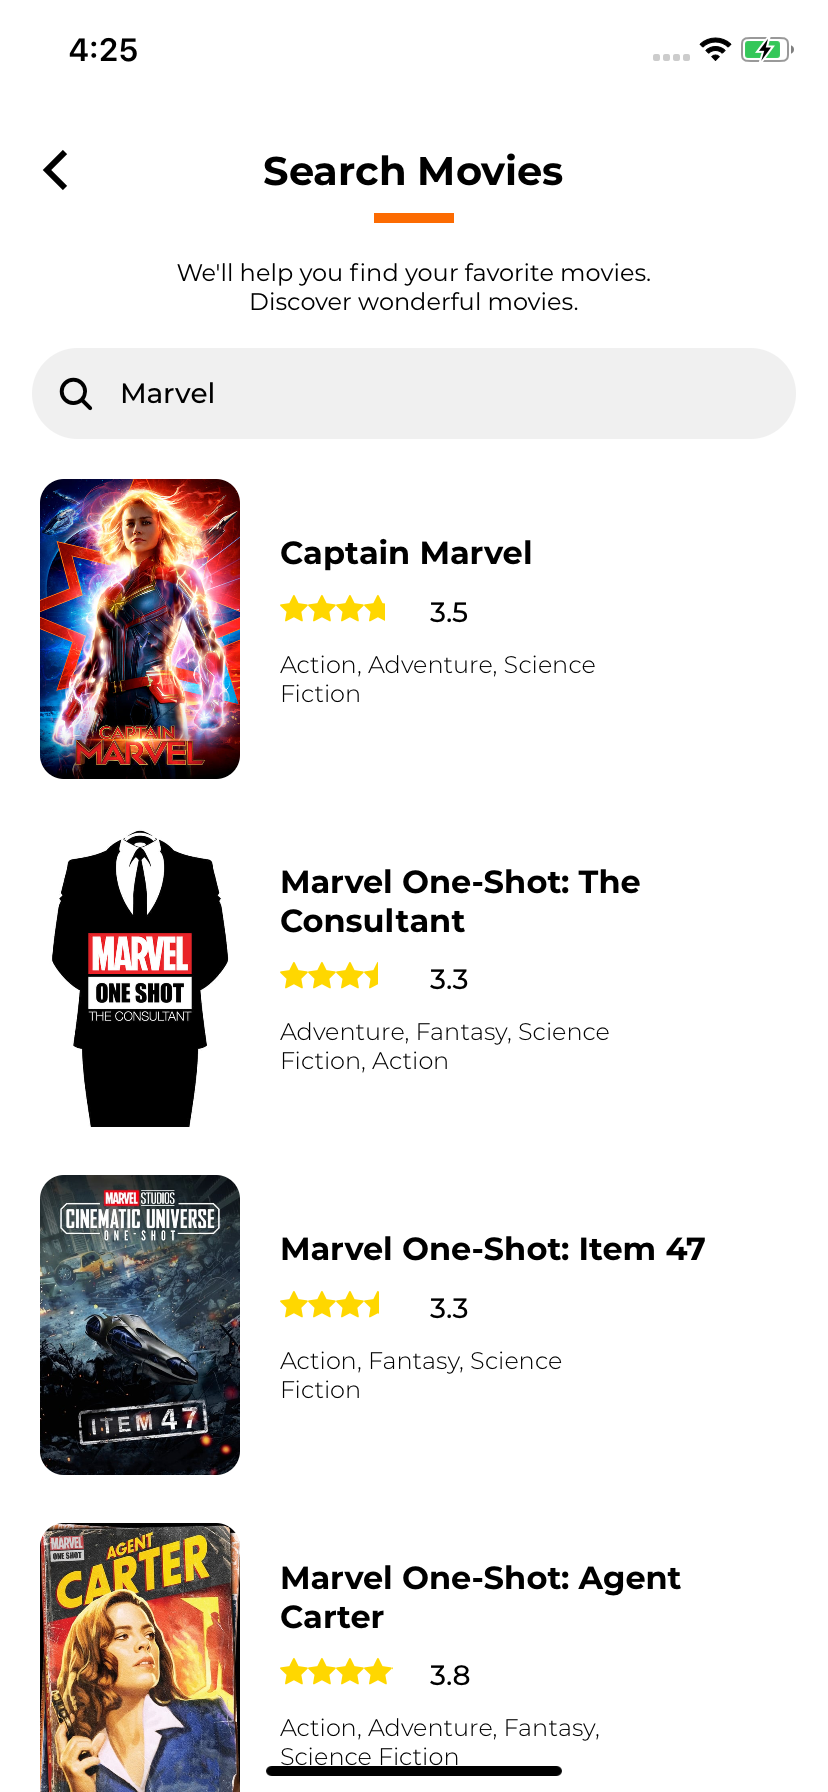 4:25
Search Movies
We'll help you find your favorite movies.
Discover wonderful movies.
Marvel
CAPTAIN
MARVEL
Captain Marvel
3.5
Action, Adventure, Science
Fiction
MARVEL
ONE SHOT
THE CONSULTANT
Marvel One-Shot: The
Consultant
3.3
Adventure, Fantasy, Science
Fiction, Action
MARVEL STUDIOS
CINEMATIC UNIVERSE
ONE-SHOT
ITEM 47
Marvel One-Shot: Item 47
3.3
Action, Fantasy, Science
Fiction
MARVEL
ONE SHOT
AGENT
CARTER
Marvel One-Shot: Agent
Carter
3.8
Action, Adventure, Fantasy,
Science Fiction